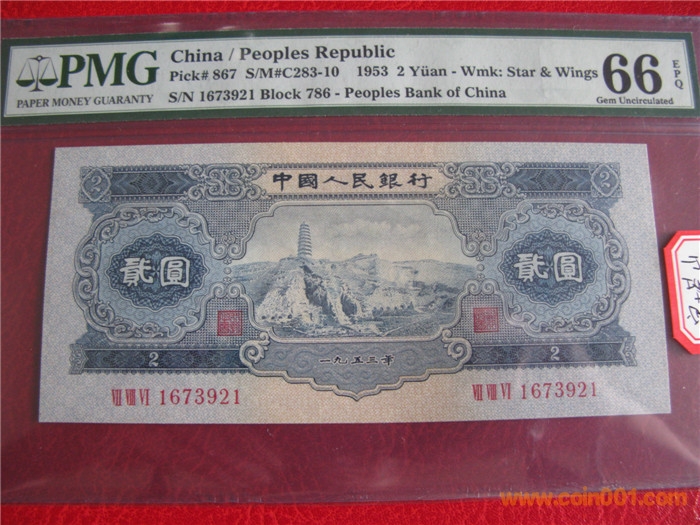 PMG
PAPER MONEY GUARANTY
China / Peoples Republic
Pick# 867 S/M#C283-10 1953 2 Yüan - Wmk: Star & Wings
S/N 1673921 Block 786 - Peoples Bank of China
66
EPQ
Gem Uncirculated
2
中國人民銀行
2
貳圓
貳圓
2
一九五三年
2
Ⅶ Ⅷ Ⅵ 1673921
Ⅶ Ⅷ Ⅵ 1673921
www.coin001.com